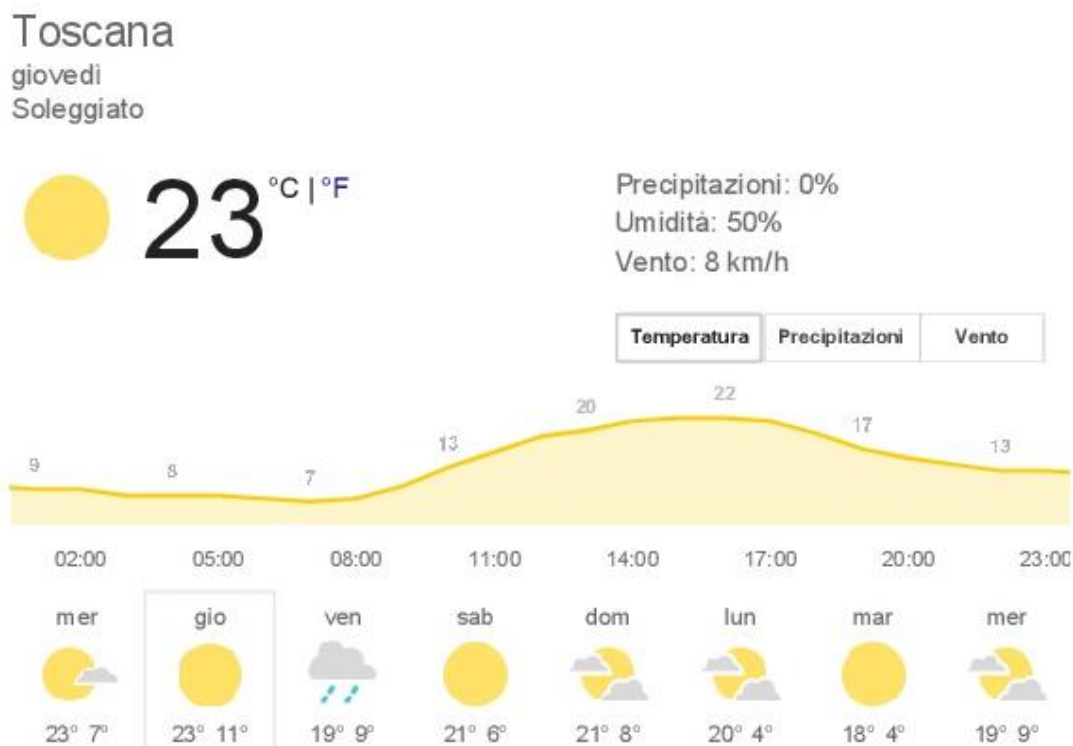 Toscana
giovedì
Soleggiato
23 °C | °F
Precipitazioni: 0%
Umidità: 50%
Vento: 8 km/h
Temperatura Precipitazioni Vento
9 8 7 13 20 22 17 13
02:00 05:00 08:00 11:00 14:00 17:00 20:00 23:00
mer gio ven sab dom lun mar mer
23° 7° 23° 11° 19° 9° 21° 6° 21° 8° 20° 4° 18° 4° 19° 9°